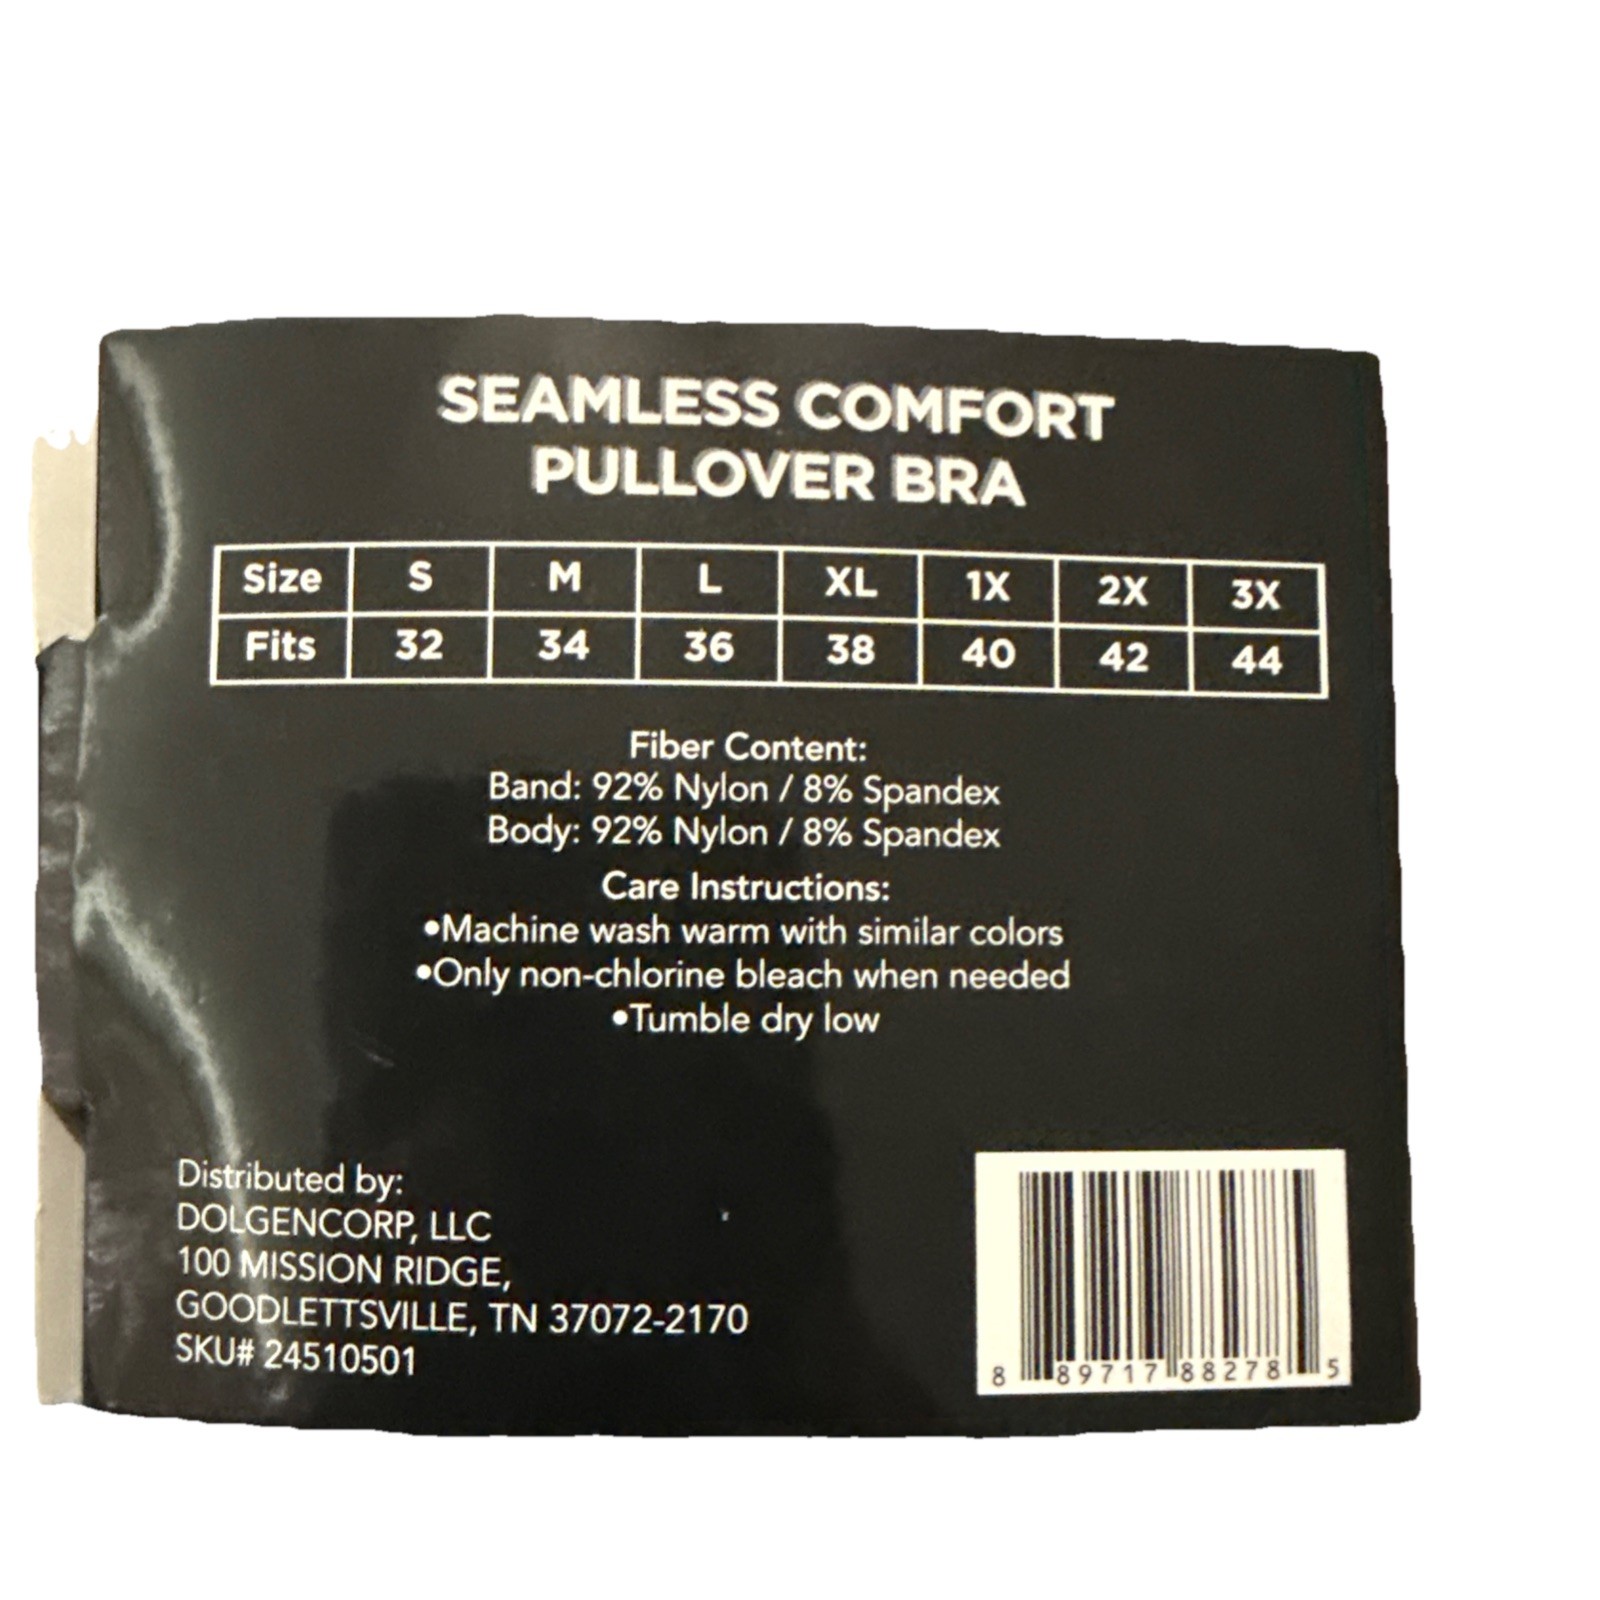 SEAMLESS COMFORT
PULLOVER BRA
Size S M L XL 1X 2X 3X
Fits 32 34 36 38 40 42 44
Fiber Content:
Band: 92% Nylon / 8% Spandex
Body: 92% Nylon / 8% Spandex
Care Instructions:
•Machine wash warm with similar colors
•Only non-chlorine bleach when needed
•Tumble dry low
Distributed by:
DOLGENCORP, LLC
100 MISSION RIDGE,
GOODLETTSVILLE, TN 37072-2170
SKU# 24510501
8 89717 88278 5